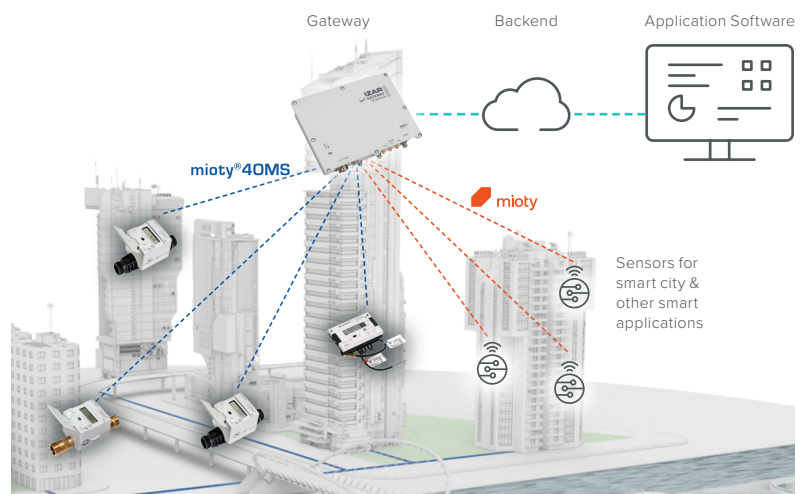 Gateway
Backend
Application Software
IZAR
mioty®40MS
mioty
Sensors for
smart city &
other smart
applications